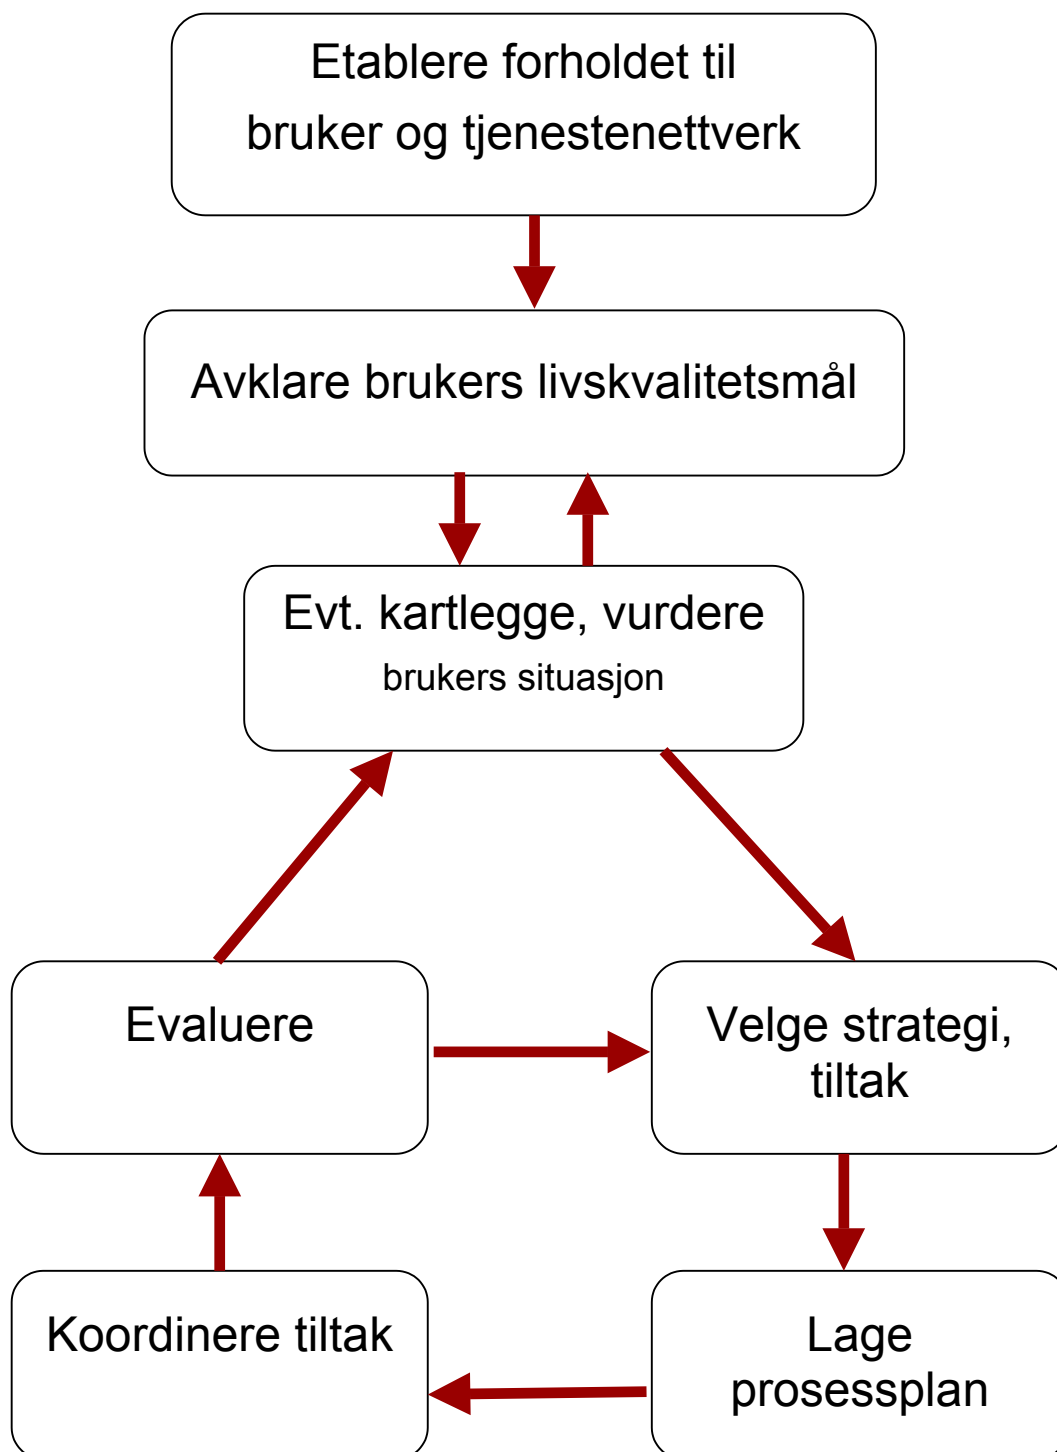 Etablere forholdet til
bruker og tjenestenettverk
Avklare brukers livskvalitetsmål
Evt. kartlegge, vurdere
brukers situasjon
Evaluere
Velge strategi,
tiltak
Koordinere tiltak
Lage
prosessplan